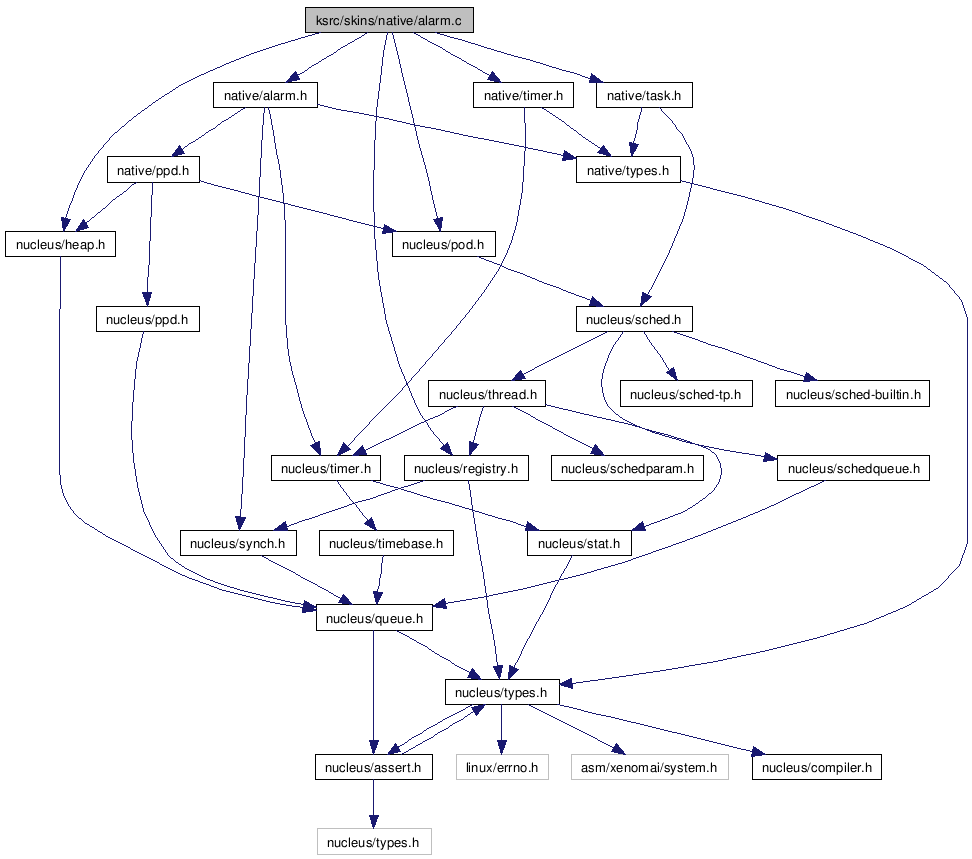 ksrc/skins/native/alarm.c
native/alarm.h
native/timer.h
native/task.h
native/ppd.h
native/types.h
nucleus/heap.h
nucleus/pod.h
nucleus/ppd.h
nucleus/sched.h
nucleus/thread.h
nucleus/sched-tp.h
nucleus/sched-builtin.h
nucleus/timer.h
nucleus/registry.h
nucleus/schedparam.h
nucleus/schedqueue.h
nucleus/synch.h
nucleus/timebase.h
nucleus/stat.h
nucleus/queue.h
nucleus/types.h
nucleus/assert.h
linux/errno.h
asm/xenomai/system.h
nucleus/compiler.h
nucleus/types.h